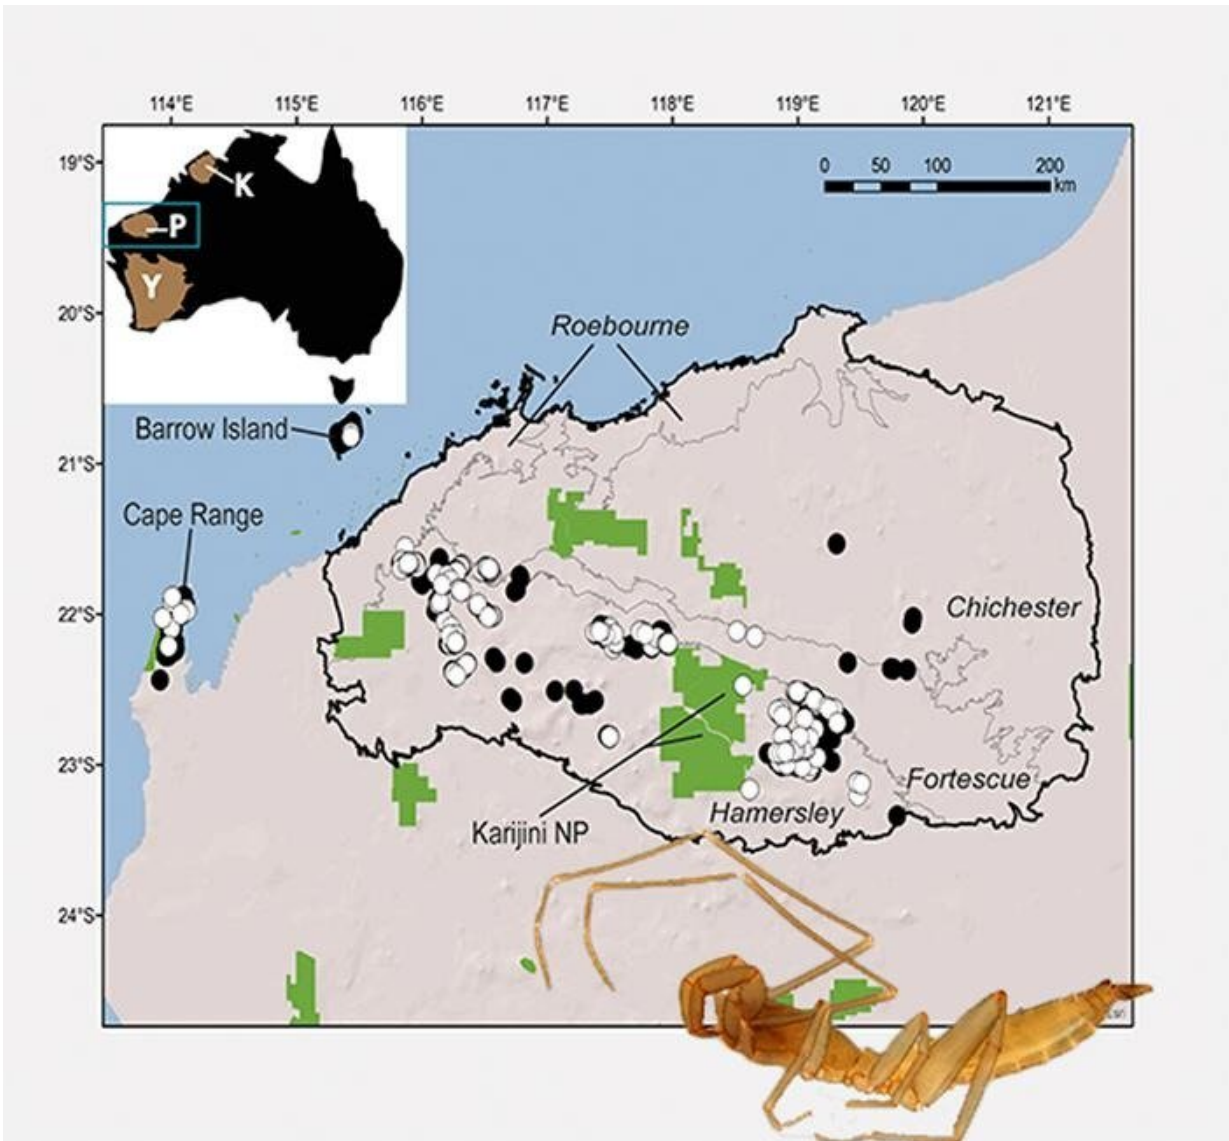 114°E 115°E 116°E 117°E 118°E 119°E 120°E 121°E
19°S
0 50 100 200
km
K
P
Y
20°S
Roebourne
Barrow Island
21°S
Cape Range
22°S
Chichester
23°S
Fortescue
Hamersley
Karijini NP
24°S